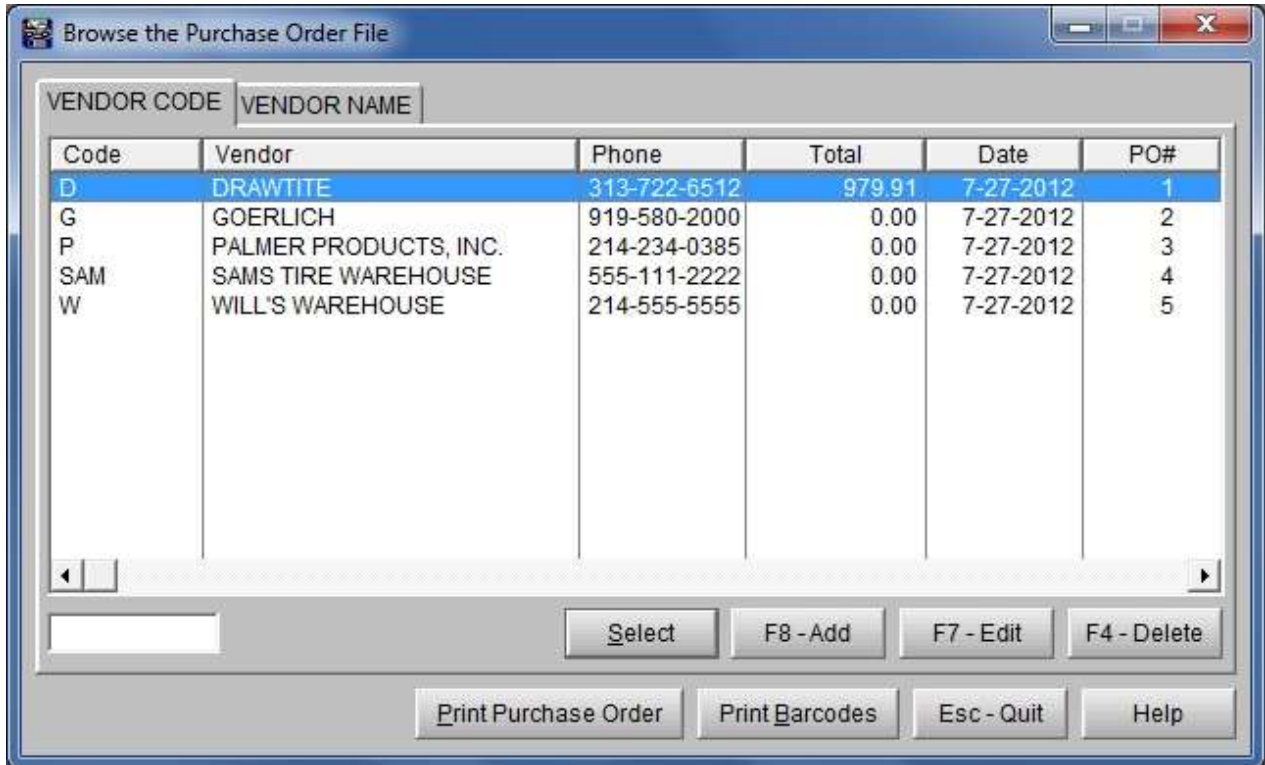 Browse the Purchase Order File
VENDOR CODE VENDOR NAME
Code Vendor Phone Total Date PO#
D DRAWTITE 313-722-6512 979.91 7-27-2012 1
G GOERLICH 919-580-2000 0.00 7-27-2012 2
P PALMER PRODUCTS, INC. 214-234-0385 0.00 7-27-2012 3
SAM SAMS TIRE WAREHOUSE 555-111-2222 0.00 7-27-2012 4
W WILL'S WAREHOUSE 214-555-5555 0.00 7-27-2012 5
Select F8 - Add F7 - Edit F4 - Delete
Print Purchase Order Print Barcodes Esc - Quit Help